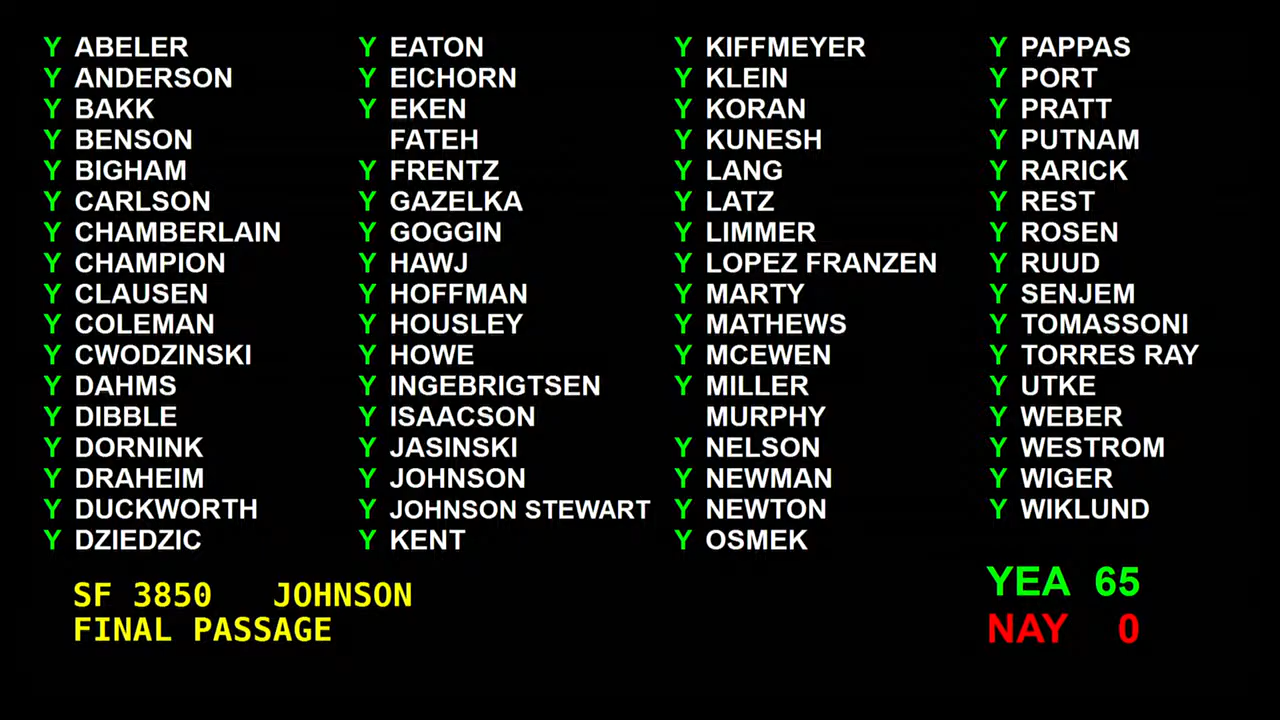 Y ABELER Y EATON Y KIFFMEYER Y PAPPAS
Y ANDERSON Y EICHORN Y KLEIN Y PORT
Y BAKK Y EKEN Y KORAN Y PRATT
Y BENSON FATEH Y KUNESH Y PUTNAM
Y BIGHAM Y FRENTZ Y LANG Y RARICK
Y CARLSON Y GAZELKA Y LATZ Y REST
Y CHAMBERLAIN Y GOGGIN Y LIMMER Y ROSEN
Y CHAMPION Y HAWJ Y LOPEZ FRANZEN Y RUUD
Y CLAUSEN Y HOFFMAN Y MARTY Y SENJEM
Y COLEMAN Y HOUSLEY Y MATHEWS Y TOMASSONI
Y CWODZINSKI Y HOWE Y MCEWEN Y TORRES RAY
Y DAHMS Y INGEBRIGTSEN Y MILLER Y UTKE
Y DIBBLE Y ISAACSON MURPHY Y WEBER
Y DORNINK Y JASINSKI Y NELSON Y WESTROM
Y DRAHEIM Y JOHNSON Y NEWMAN Y WIGER
Y DUCKWORTH Y JOHNSON STEWART Y NEWTON Y WIKLUND
Y DZIEDZIC Y KENT Y OSMEK
SF 3850 JOHNSON
FINAL PASSAGE
YEA 65
NAY 0